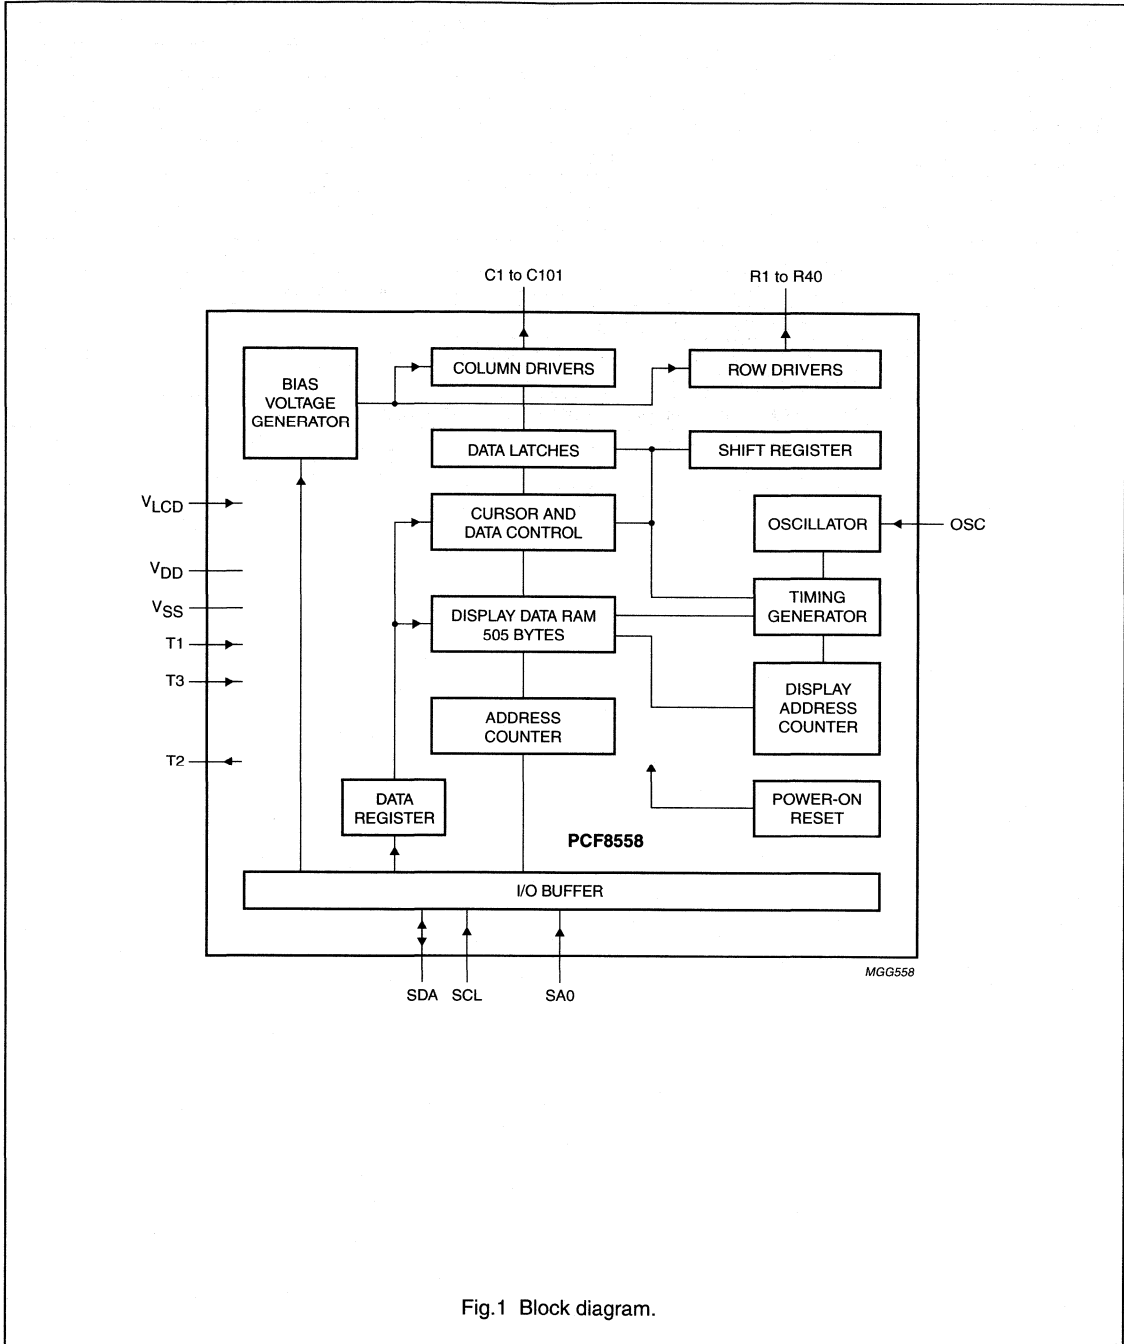 C1 to C101
R1 to R40
BIAS
VOLTAGE
GENERATOR
COLUMN DRIVERS
ROW DRIVERS
DATA LATCHES
SHIFT REGISTER
VLCD
CURSOR AND
DATA CONTROL
OSCILLATOR
OSC
VDD
VSS
T1
T3
T2
DISPLAY DATA RAM
505 BYTES
TIMING
GENERATOR
ADDRESS
COUNTER
DISPLAY
ADDRESS
COUNTER
DATA
REGISTER
POWER-ON
RESET
PCF8558
I/O BUFFER
MGG558
SDA
SCL
SA0
Fig.1 Block diagram.